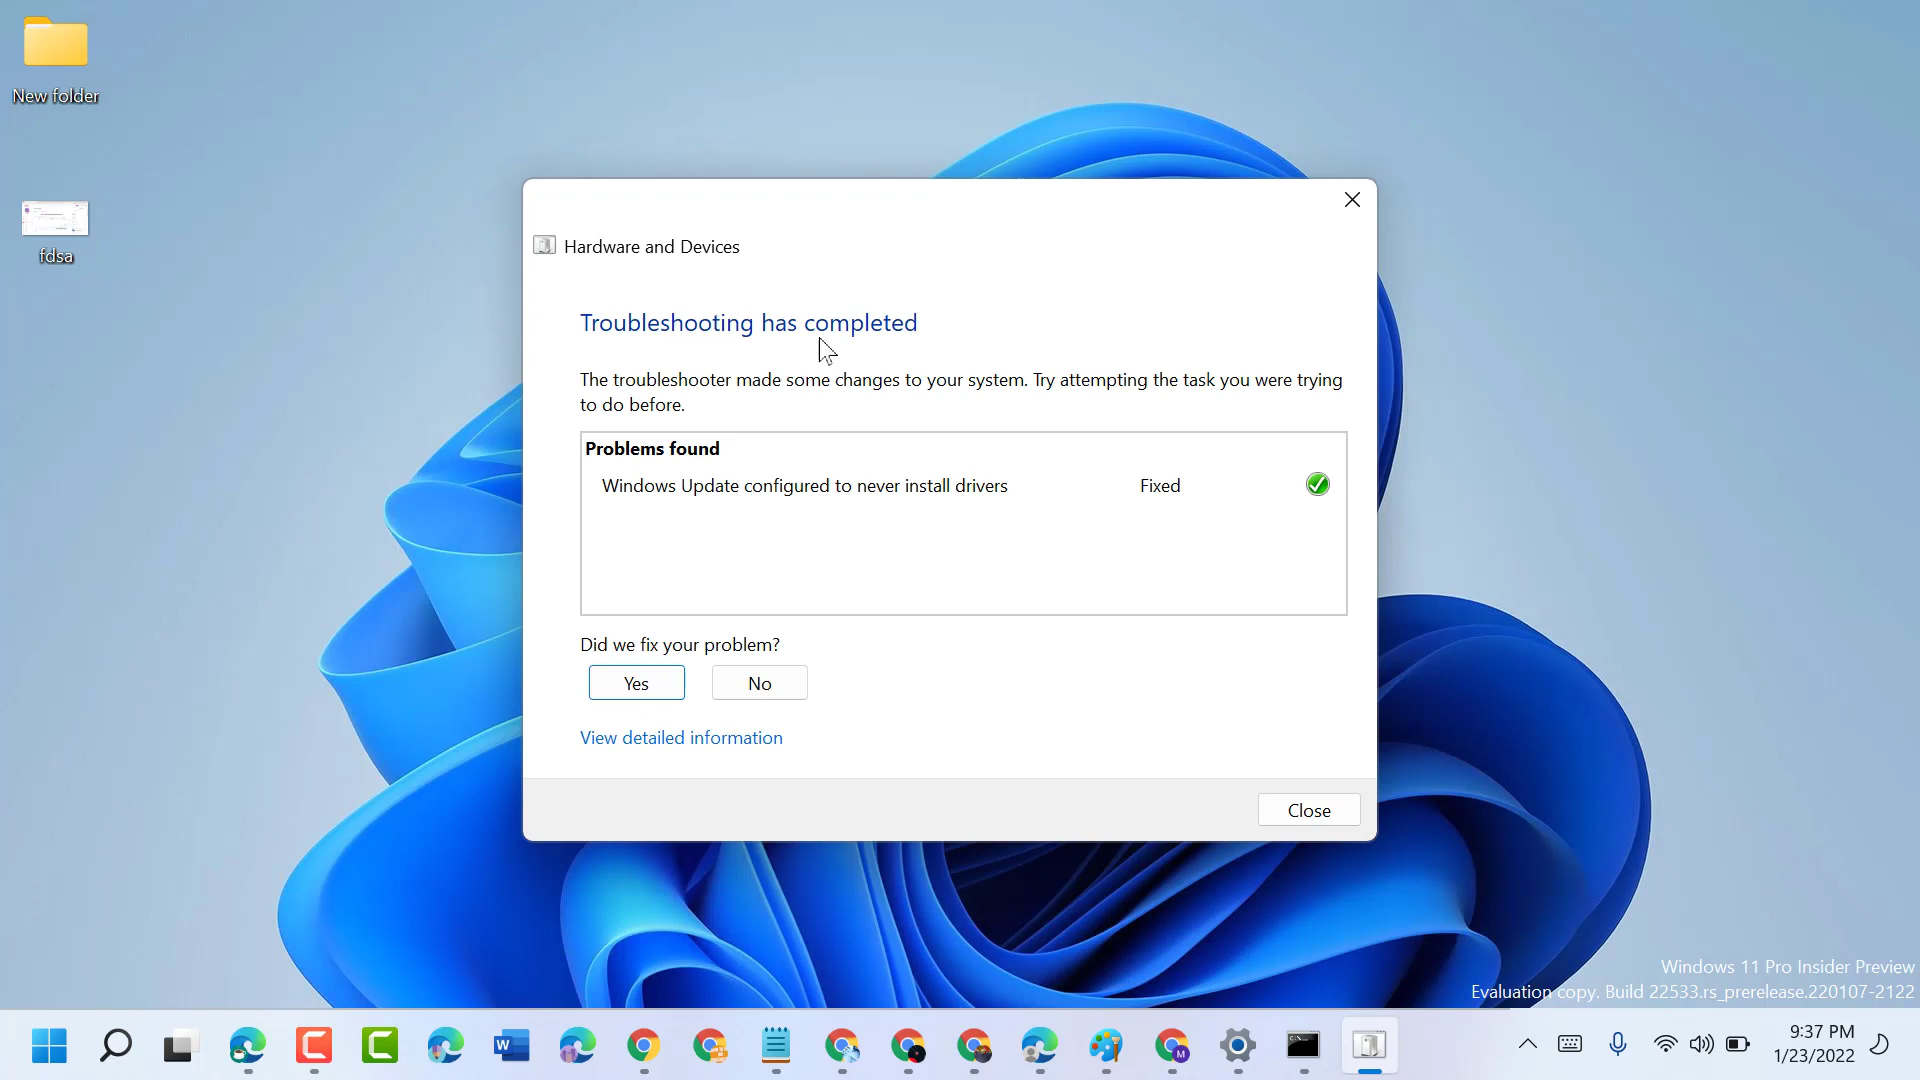 New folder
fdsa
Hardware and Devices
Troubleshooting has completed
The troubleshooter made some changes to your system. Try attempting the task you were trying
to do before.
Problems found
Windows Update configured to never install drivers Fixed
Did we fix your problem?
Yes No
View detailed information
Close
Windows 11 Pro Insider Preview
Evaluation copy. Build 22533.rs_prerelease.220107-2122
9:37 PM
1/23/2022